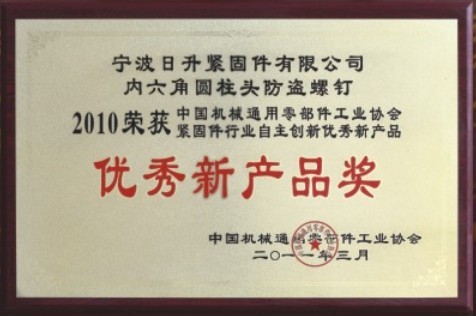 宁波日升紧固件有限公司
内六角圆柱头防盗螺钉
2010荣获
中国机械通用零部件工业协会
紧固件行业自主创新优秀新产品
优秀新产品奖
中国机械通用零部件工业协会
二〇一一年三月